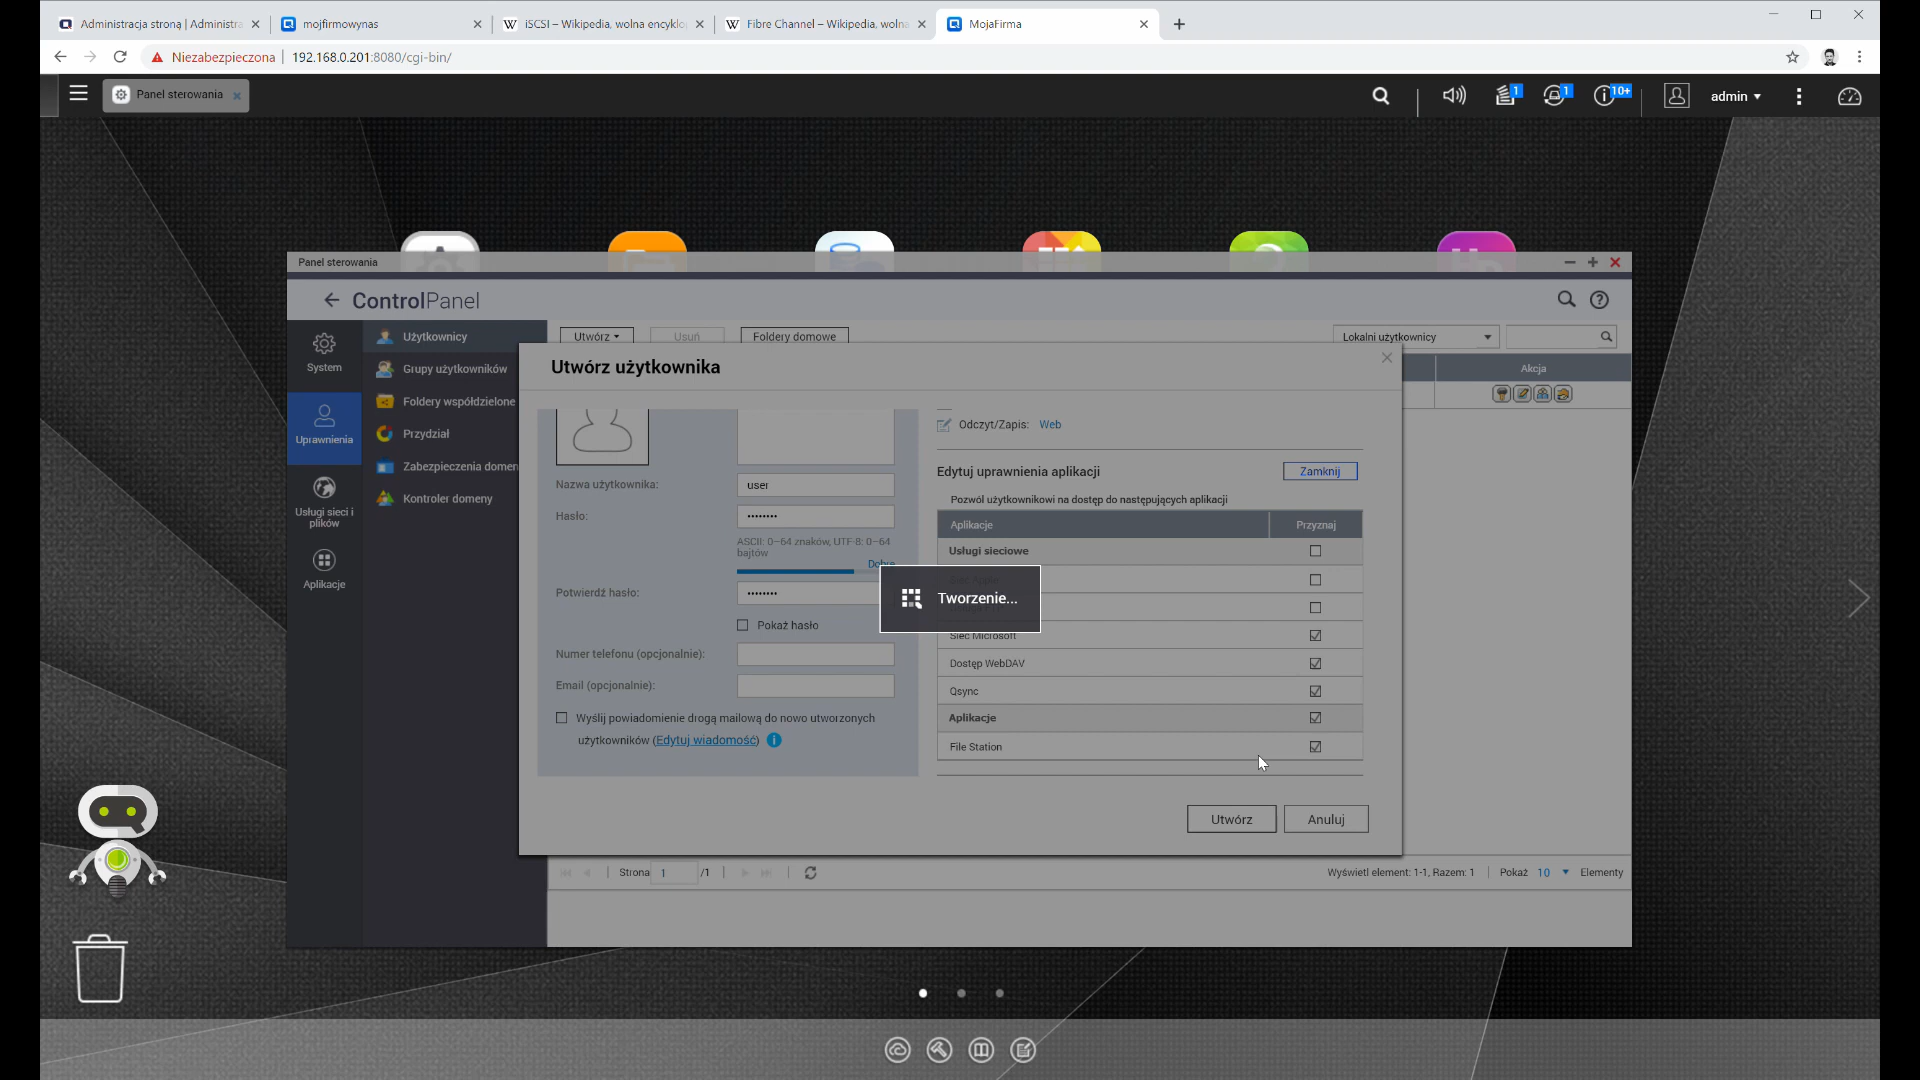 Administracja stroną | Administra
mojfirmowynas
iSCSI – Wikipedia, wolna encyklo
Fibre Channel – Wikipedia, wolna
MojaFirma
Niezabezpieczona
192.168.0.201:8080/cgi-bin/
Panel sterowania
1
1
10+
admin
Panel sterowania
ControlPanel
System
Uprawnienia
Usługi sieci i
plików
Aplikacje
Użytkownicy
Grupy użytkowników
Foldery współdzielone
Przydział
Zabezpieczenia domen
Kontroler domeny
Utwórz
Usuń
Foldery domowe
Lokalni użytkownicy
Akcja
Utwórz użytkownika
Nazwa użytkownika:
user
Hasło:
••••••••
ASCII: 0–64 znaków, UTF-8: 0–64
bajtów
Dobre
Potwierdź hasło:
••••••••
Pokaż hasło
Numer telefonu (opcjonalnie):
Email (opcjonalnie):
Wyślij powiadomienie drogą mailową do nowo utworzonych
użytkowników (Edytuj wiadomość)
Odczyt/Zapis: Web
Edytuj uprawnienia aplikacji
Zamknij
Pozwól użytkownikowi na dostęp do następujących aplikacji
Aplikacje
Przyznaj
Usługi sieciowe
Tworzenie...
Sieć Microsoft
Dostęp WebDAV
Qsync
Aplikacje
File Station
Utwórz
Anuluj
Strona 1 /1
Wyświetl element: 1-1, Razem: 1
Pokaż 10 Elementy